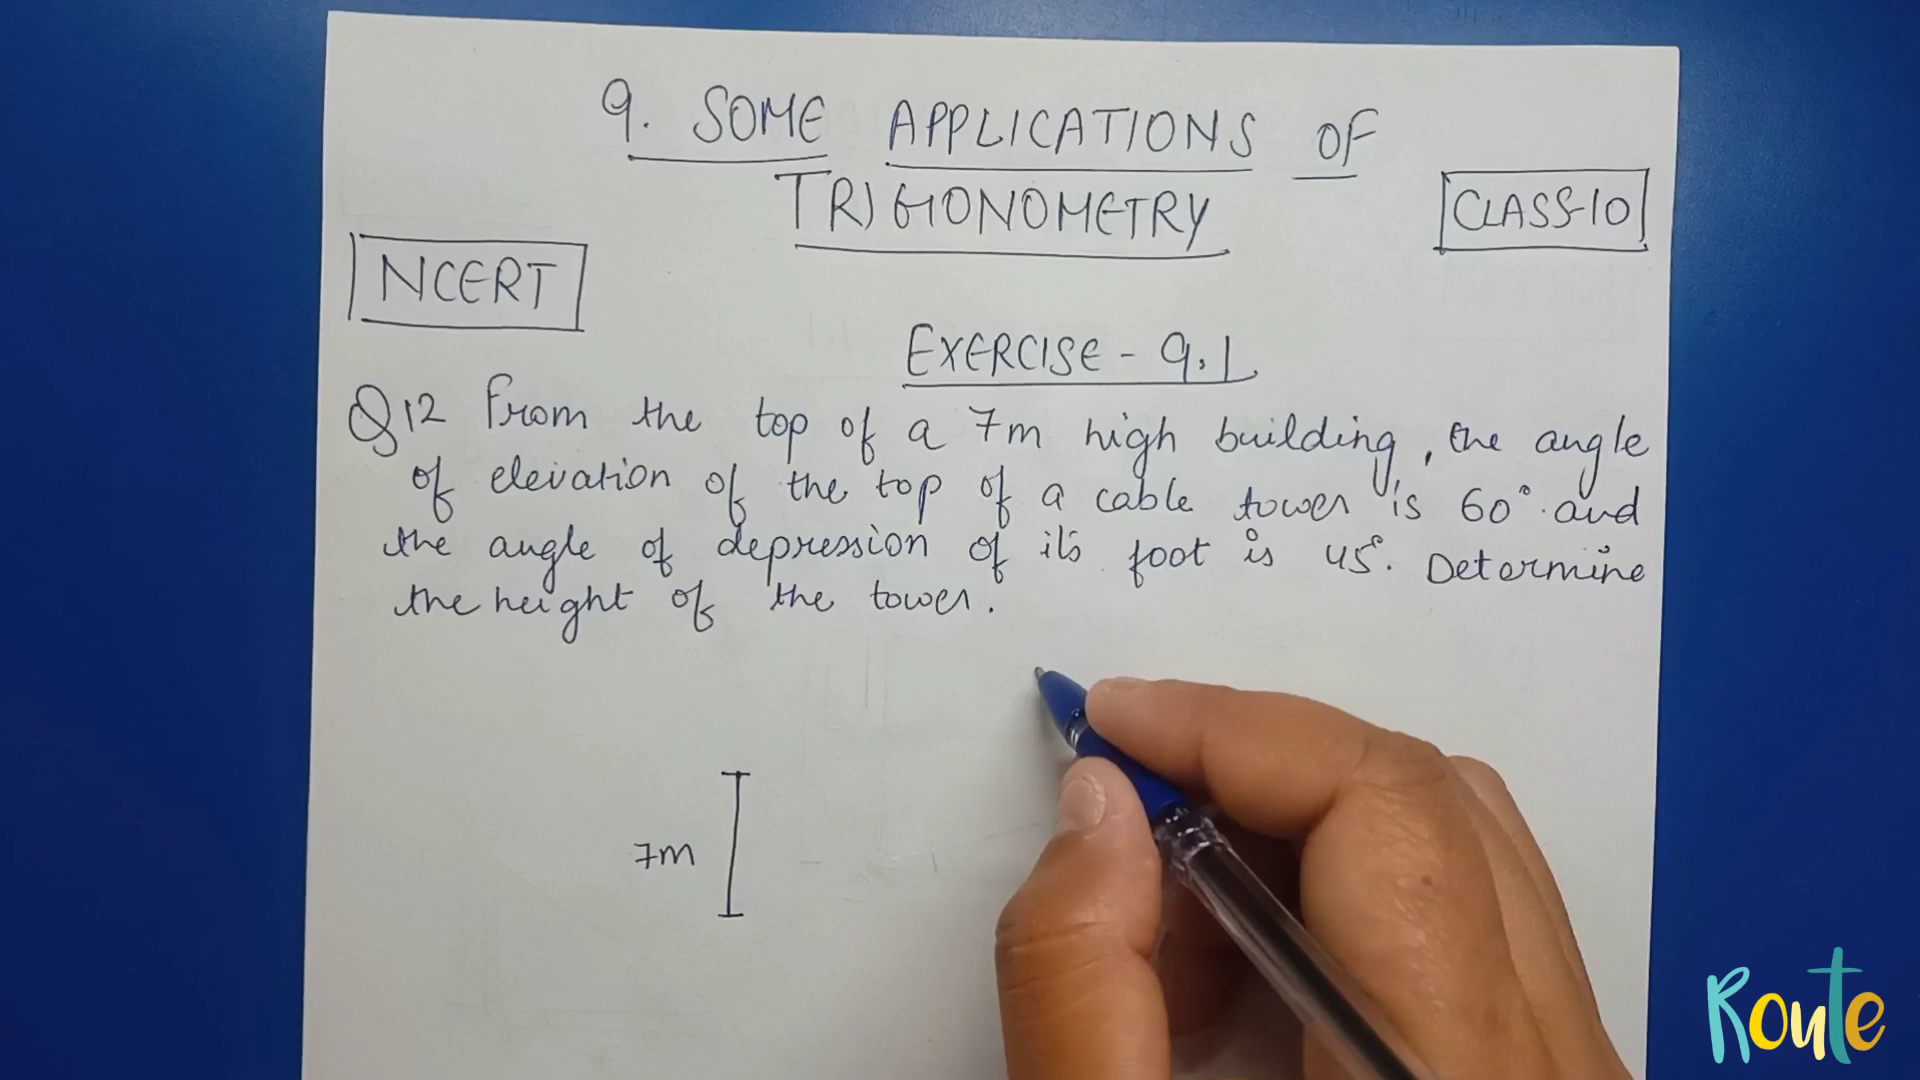 9. SOME APPLICATIONS OF
TRIGONOMETRY
CLASS-10
NCERT
EXERCISE - 9.1
Q12 From the top of a 7m high building, the angle
of elevation of the top of a cable tower is 60° and
the angle of depression of its foot is 45°. Determine
the height of the tower.
7m
Route